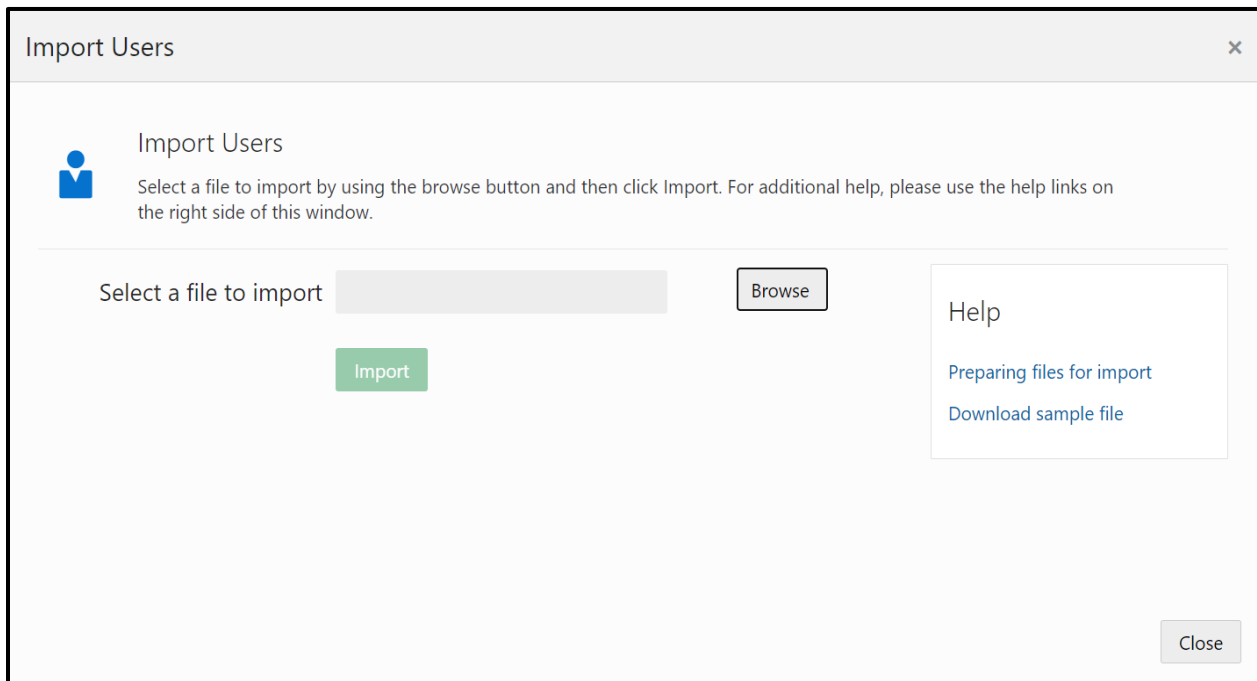 Import Users
×
Import Users
Select a file to import by using the browse button and then click Import. For additional help, please use the help links on
the right side of this window.
Select a file to import
Browse
Import
Help
Preparing files for import
Download sample file
Close